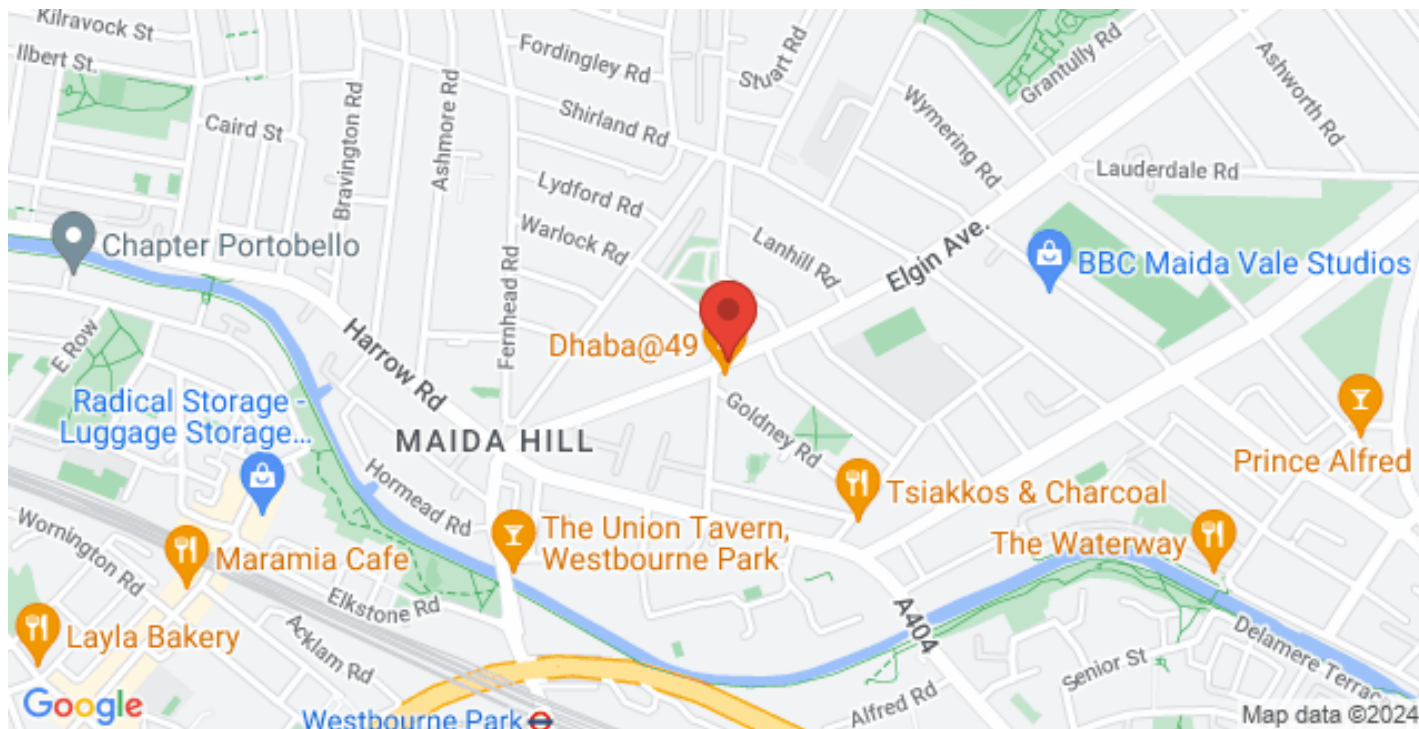 Kilravock St
Ilbert St.
Caird St
Bravington Rd
Ashmore Rd
Fordingley Rd
Stuart Rd
Shirland Rd
Grantully Rd
Ashworth Rd
Wymering Rd
Lauderdale Rd
Lydford Rd
Warlock Rd
Lanhill Rd
Elgin Ave.
Chapter Portobello
BBC Maida Vale Studios
Fernhead Rd
E Row
Harrow Rd
Dhaba@49
Radical Storage -
Luggage Storage...
MAIDA HILL
Goldney Rd
Prince Alfred
Hormead Rd
Tsiakkos & Charcoal
Wornington Rd
Maramia Cafe
The Union Tavern,
Westbourne Park
The Waterway
Elkstone Rd
Layla Bakery
Acklam Rd
A404
Delamere Terrac
Senior St
Alfred Rd
Google
Westbourne Park
Map data ©2024